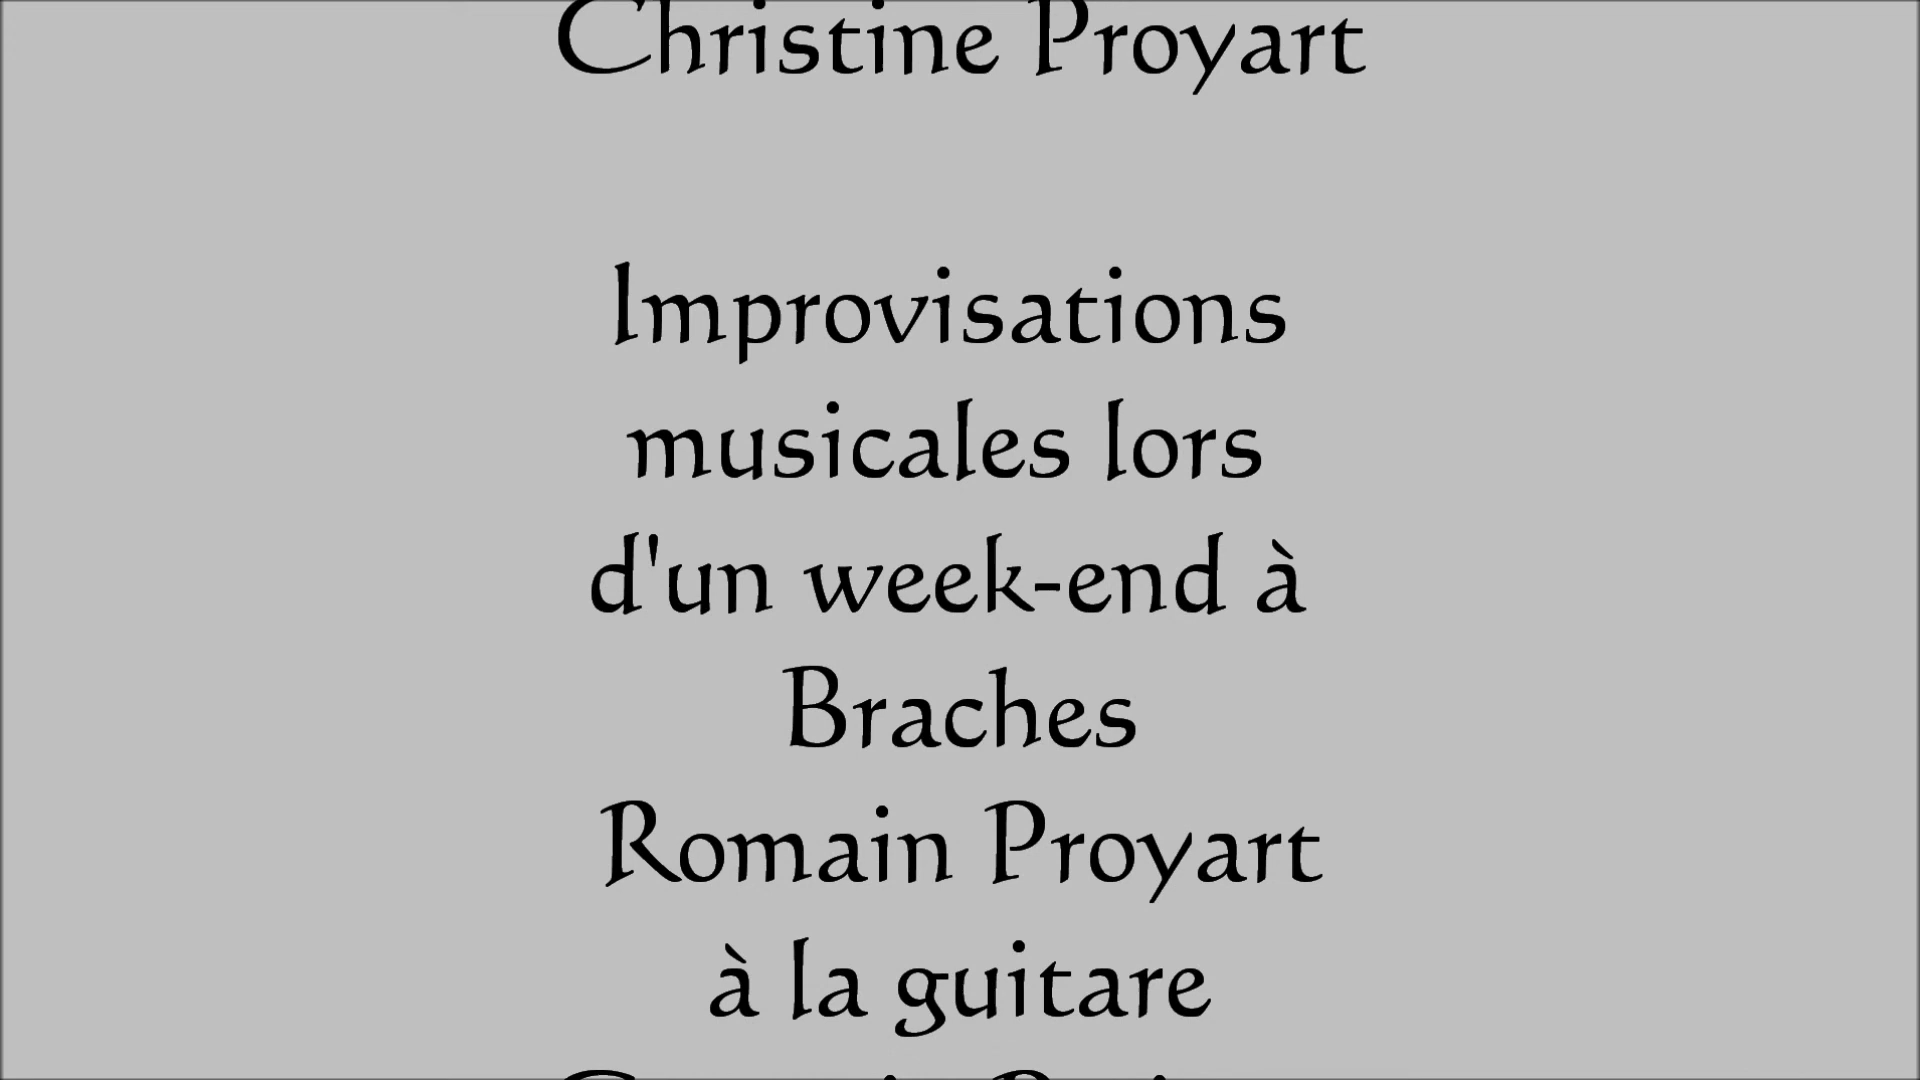 Christine Proyart
Improvisations
musicales lors
d'un week-end à
Braches
Romain Proyart
à la guitare